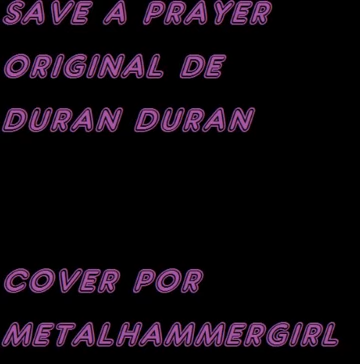 SAVE A PRAYER
ORIGINAL DE
DURAN DURAN
COVER POR
METALHAMMERGIRL